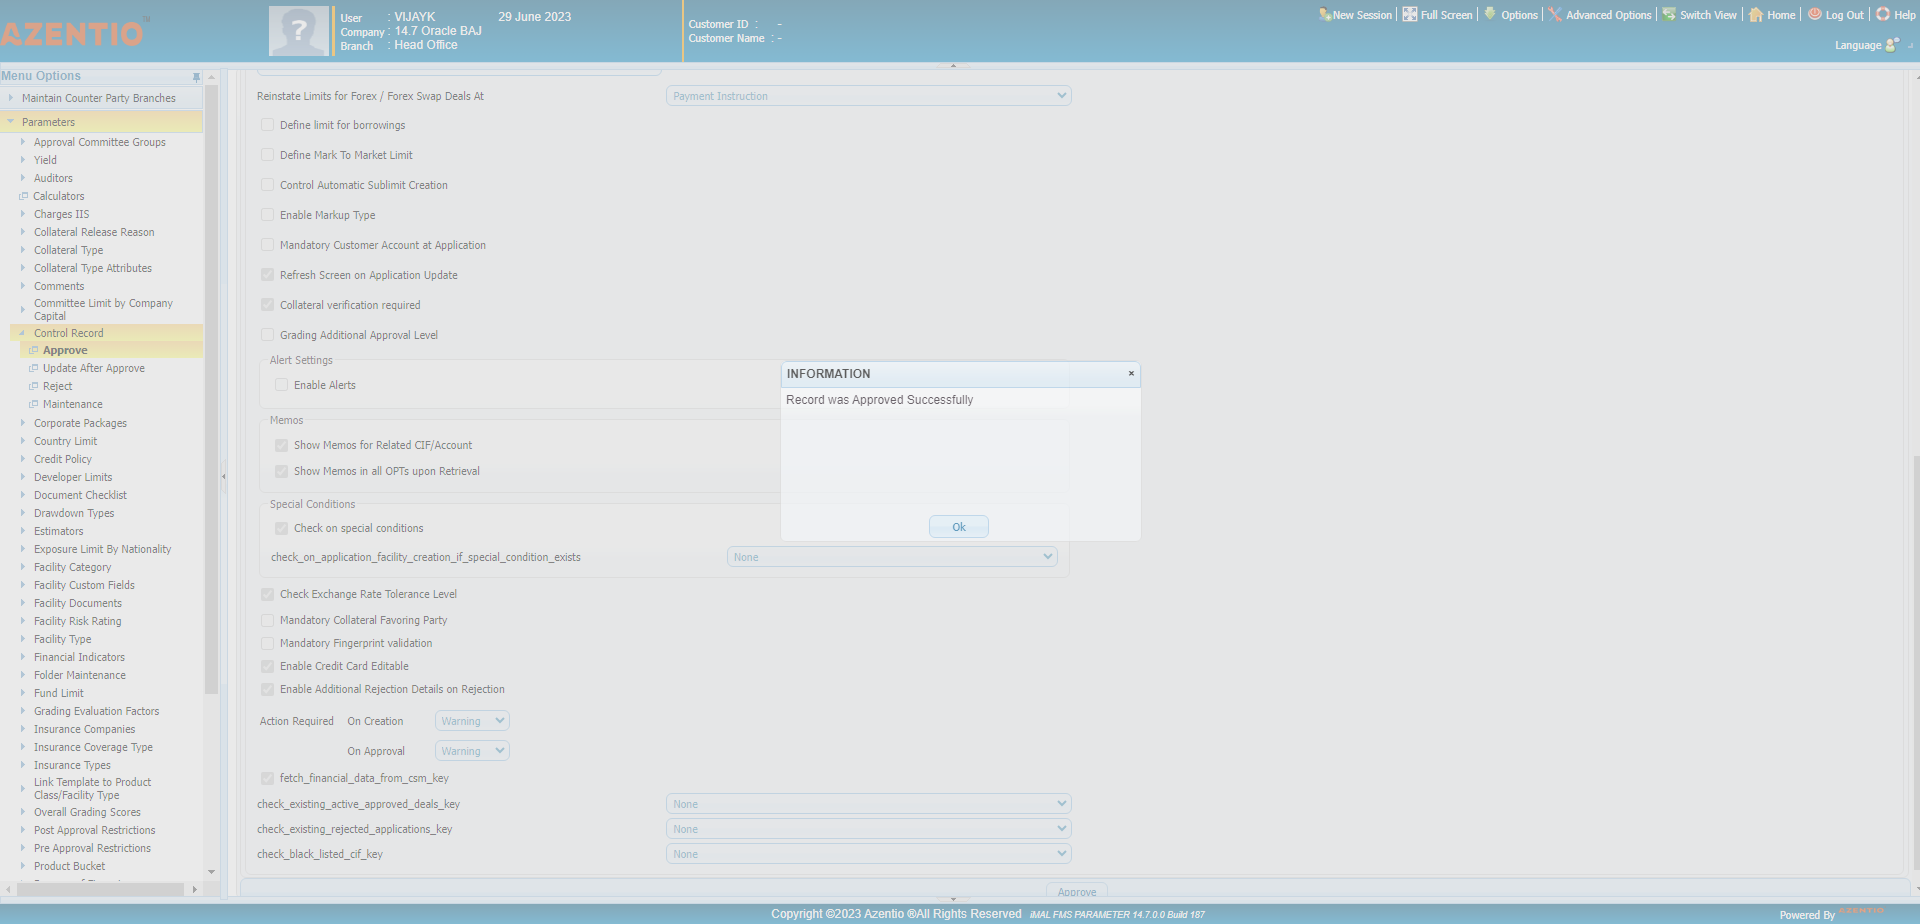 AZENTIO
TM
User : VIJAYK
29 June 2023
Company : 14.7 Oracle BAJ
Branch : Head Office
Customer ID : -
Customer Name : -
New Session
Full Screen
Options
Advanced Options
Switch View
Home
Log Out
Help
Language
Menu Options
Maintain Counter Party Branches
Parameters
Approval Committee Groups
Yield
Auditors
Calculators
Charges IIS
Collateral Release Reason
Collateral Type
Collateral Type Attributes
Comments
Committee Limit by Company
Capital
Control Record
Approve
Update After Approve
Reject
Maintenance
Corporate Packages
Country Limit
Credit Policy
Developer Limits
Document Checklist
Drawdown Types
Estimators
Exposure Limit By Nationality
Facility Category
Facility Custom Fields
Facility Documents
Facility Risk Rating
Facility Type
Financial Indicators
Folder Maintenance
Fund Limit
Grading Evaluation Factors
Insurance Companies
Insurance Coverage Type
Insurance Types
Link Template to Product
Class/Facility Type
Overall Grading Scores
Post Approval Restrictions
Pre Approval Restrictions
Product Bucket
Reinstate Limits for Forex / Forex Swap Deals At
Payment Instruction
Define limit for borrowings
Define Mark To Market Limit
Control Automatic Sublimit Creation
Enable Markup Type
Mandatory Customer Account at Application
Refresh Screen on Application Update
Collateral verification required
Grading Additional Approval Level
Alert Settings
Enable Alerts
Memos
Show Memos for Related CIF/Account
Show Memos in all OPTs upon Retrieval
Special Conditions
Check on special conditions
check_on_application_facility_creation_if_special_condition_exists
None
INFORMATION
Record was Approved Successfully
Ok
Check Exchange Rate Tolerance Level
Mandatory Collateral Favoring Party
Mandatory Fingerprint validation
Enable Credit Card Editable
Enable Additional Rejection Details on Rejection
Action Required On Creation Warning
On Approval Warning
fetch_financial_data_from_csm_key
check_existing_active_approved_deals_key None
check_existing_rejected_applications_key None
check_black_listed_cif_key None
Approve
Copyright ©2023 Azentio ®All Rights Reserved iMAL FMS PARAMETER 14.7.0.0 Build 187
Powered By AZENTIO